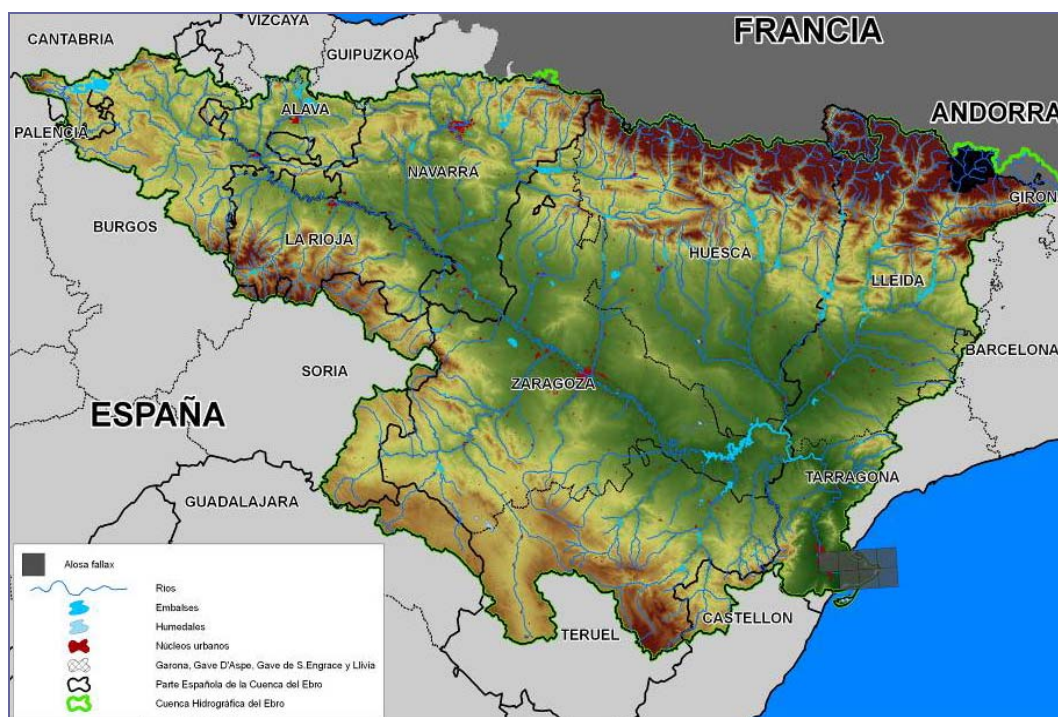 VIZCAYA
CANTABRIA
GUIPUZKOA
FRANCIA
ALAVA
ANDORRA
PALENCIA
NAVARRA
GIRON
BURGOS
LA RIOJA
HUESCA
LLEIDA
BARCELONA
SORIA
ZARAGOZA
ESPAÑA
TARRAGONA
GUADALAJARA
CASTELLON
TERUEL
Alosa fallax
Rios
Embalses
Humedales
Núcleos urbanos
Garona, Gave D'Aspe, Gave de S.Engrace y Llivia
Parte Española de la Cuenca del Ebro
Cuenca Hidrográfica del Ebro